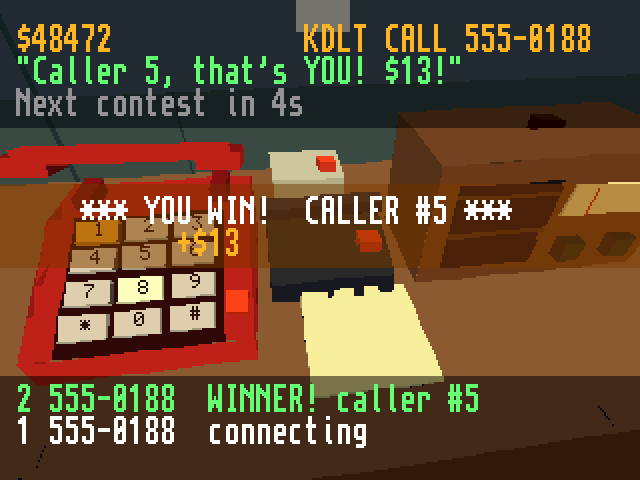 $48472 KDLT CALL 555-0188
"Caller 5, that's YOU! $13!"
Next contest in 4s
*** YOU WIN! CALLER #5 ***
+$13
1 2 3
4 5 6
7 8 9
* 0 #
2 555-0188 WINNER! caller #5
1 555-0188 connecting